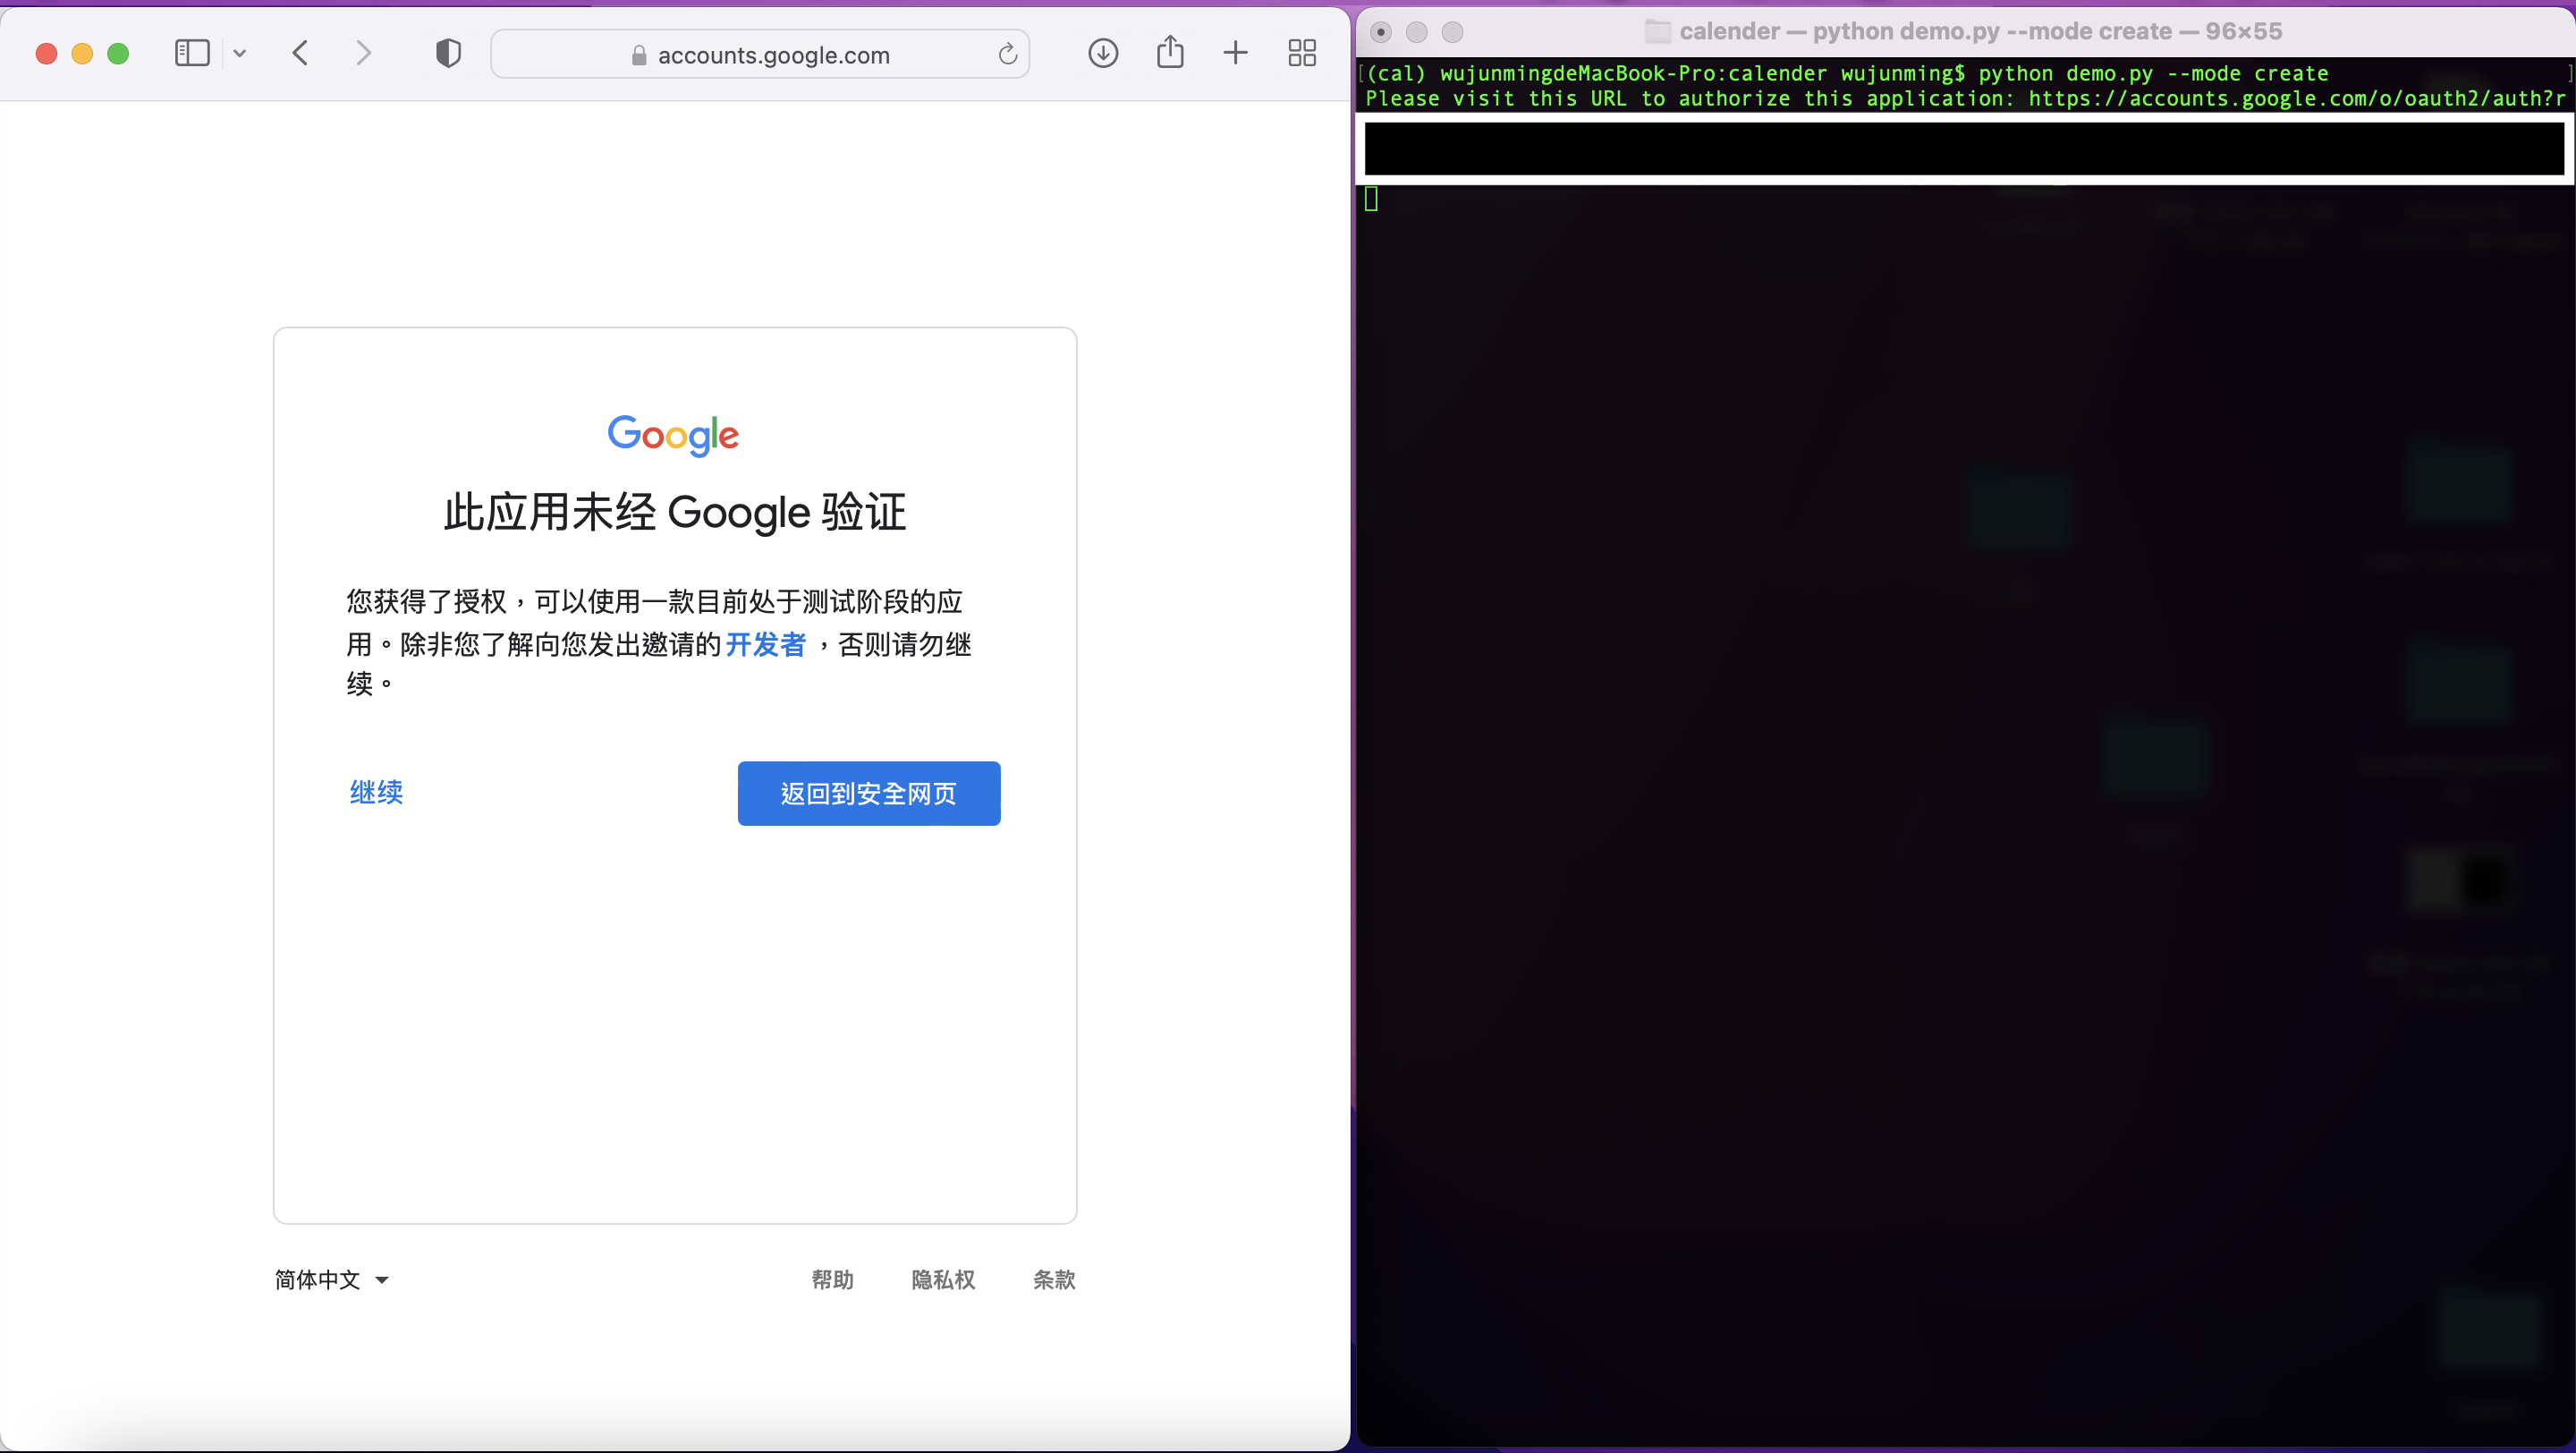 accounts.google.com
Google
此应用未经 Google 验证
您获得了授权，可以使用一款目前处于测试阶段的应
用。除非您了解向您发出邀请的 开发者 ，否则请勿继
续。
继续
返回到安全网页
简体中文
帮助
隐私权
条款
calender — python demo.py --mode create — 96×55
[(cal) wujunmingdeMacBook-Pro:calender wujunming$ python demo.py --mode create ]
Please visit this URL to authorize this application: https://accounts.google.com/o/oauth2/auth?r